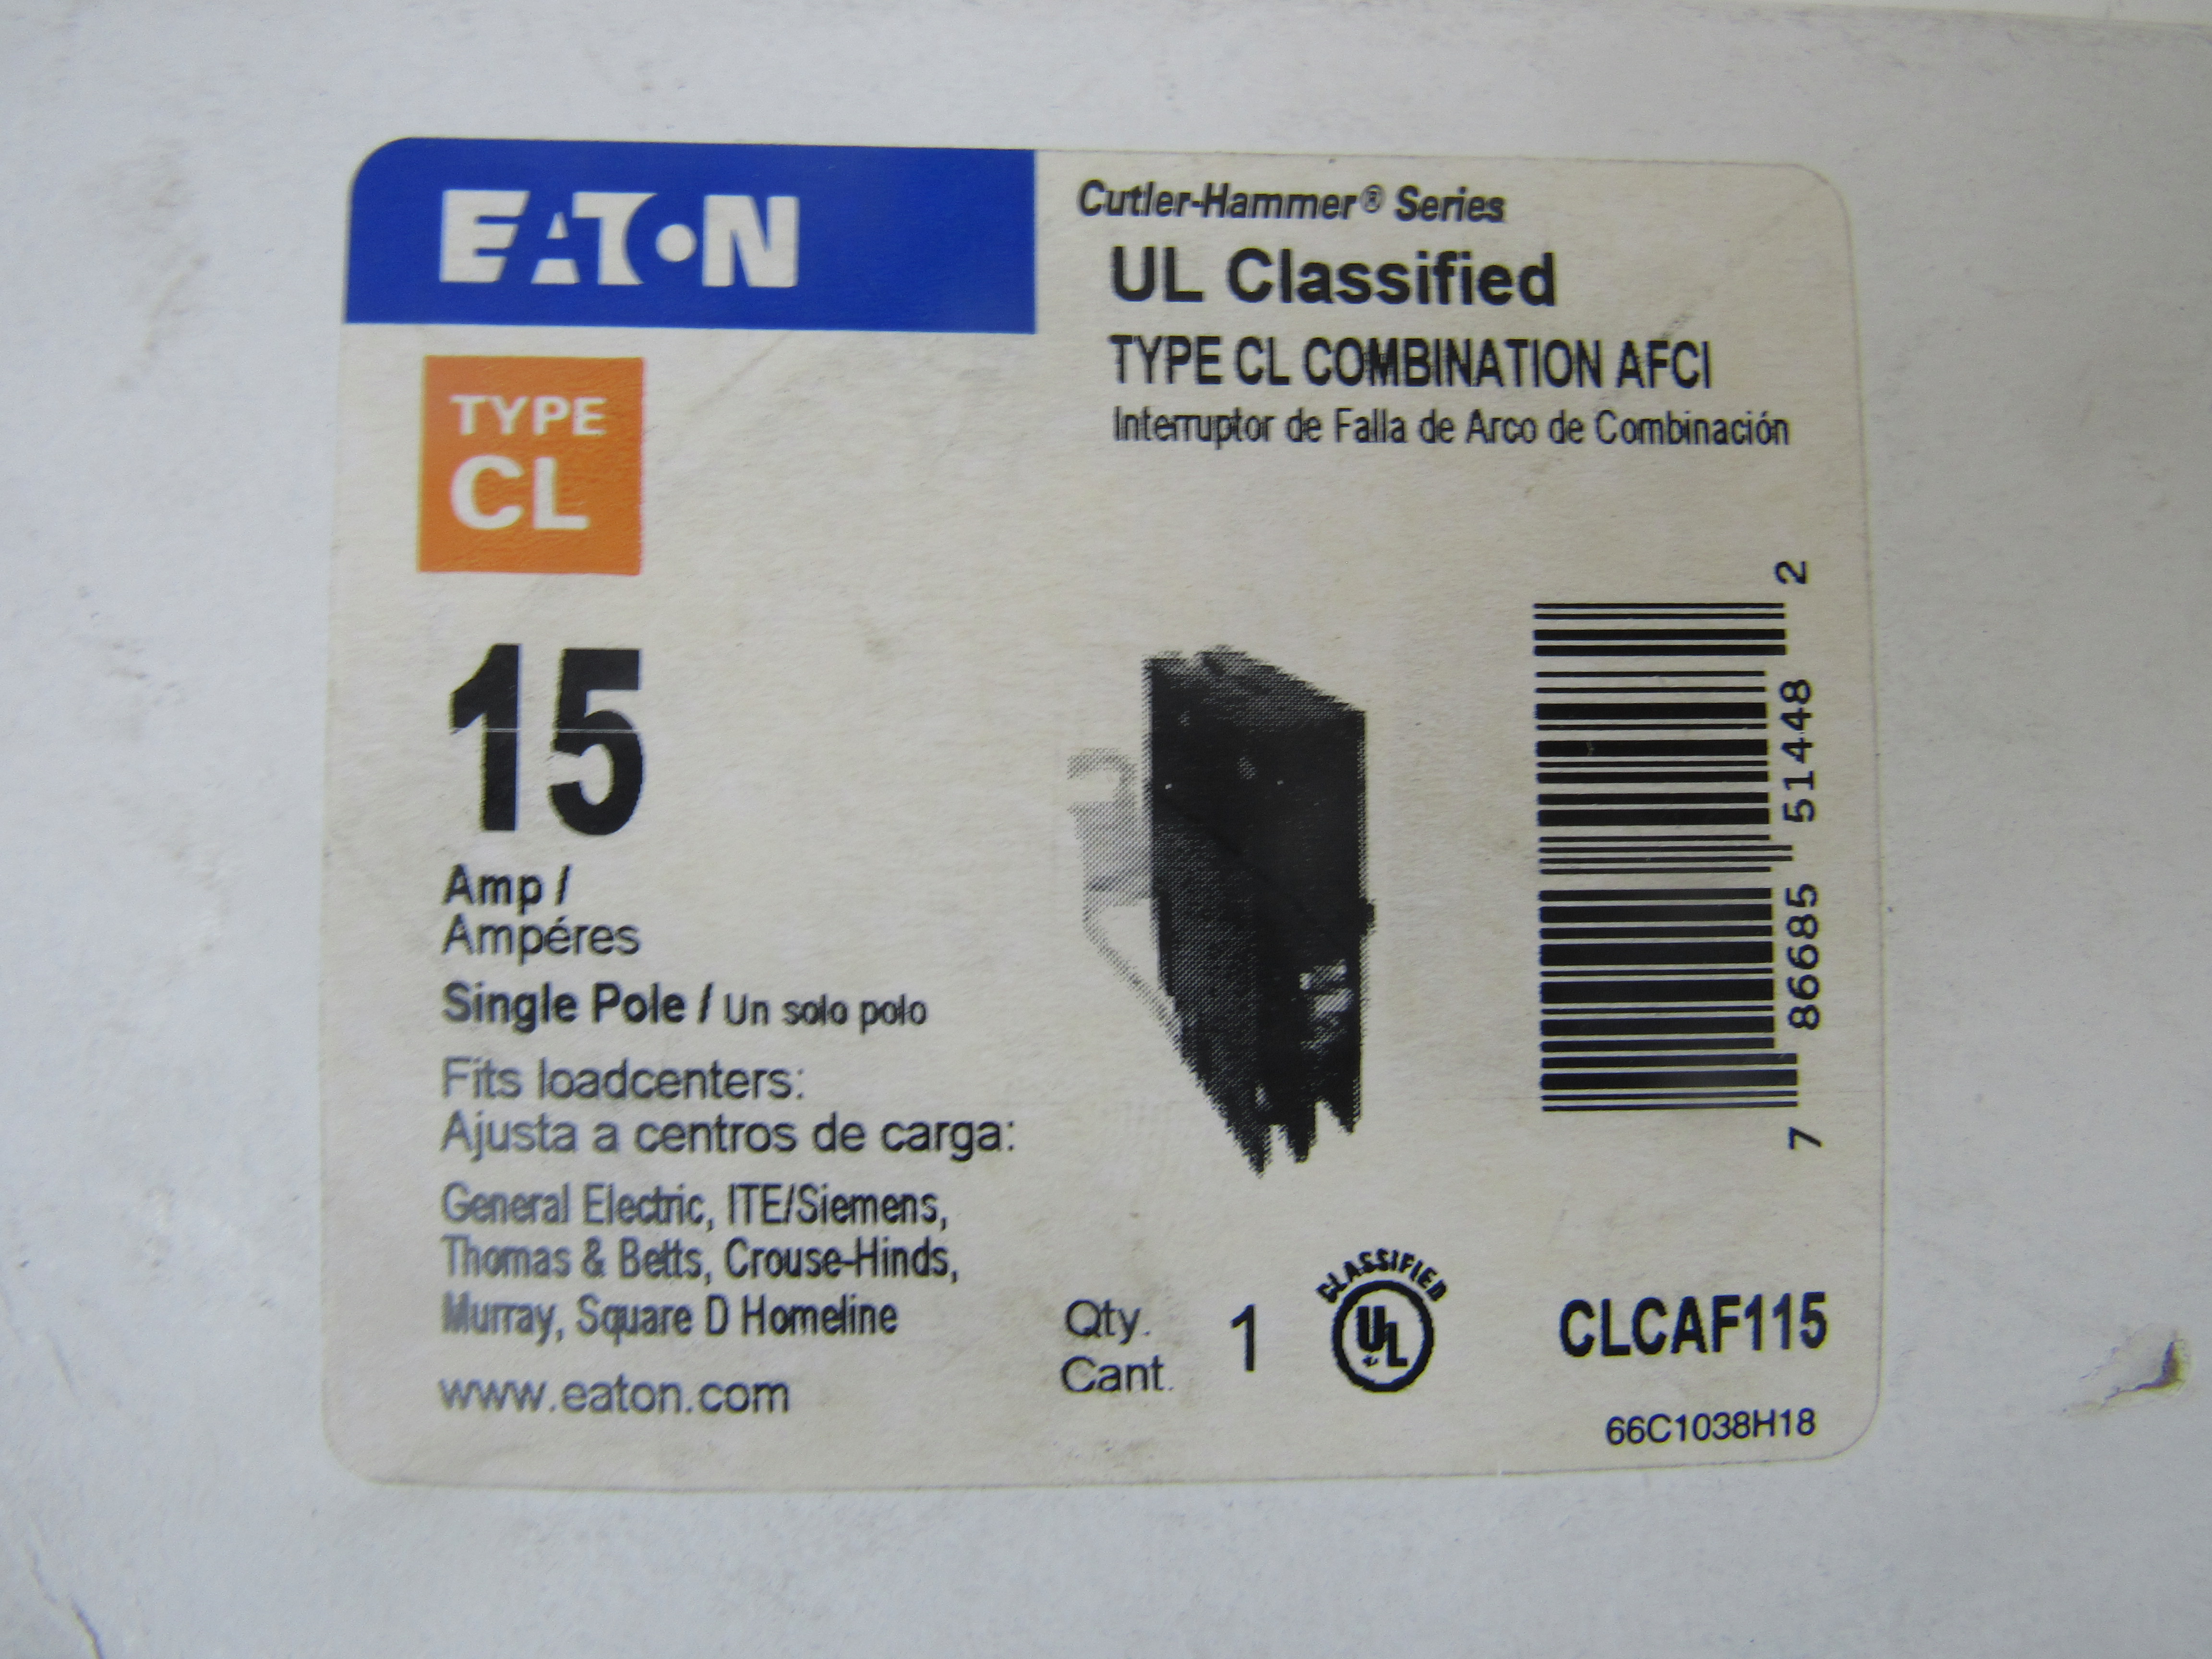 EATON
Cutler-Hammer® Series
UL Classified
TYPE CL COMBINATION AFCI
Interruptor de Falla de Arco de Combinación
TYPE
CL
15
Amp /
Ampéres
Single Pole / Un solo polo
Fits loadcenters:
Ajusta a centros de carga:
General Electric, ITE/Siemens,
Thomas & Betts, Crouse-Hinds,
Murray, Square D Homeline
www.eaton.com
7 86685 51448 2
Qty.
Cant.
1
CLASSIFIED
UL
CLCAF115
66C1038H18